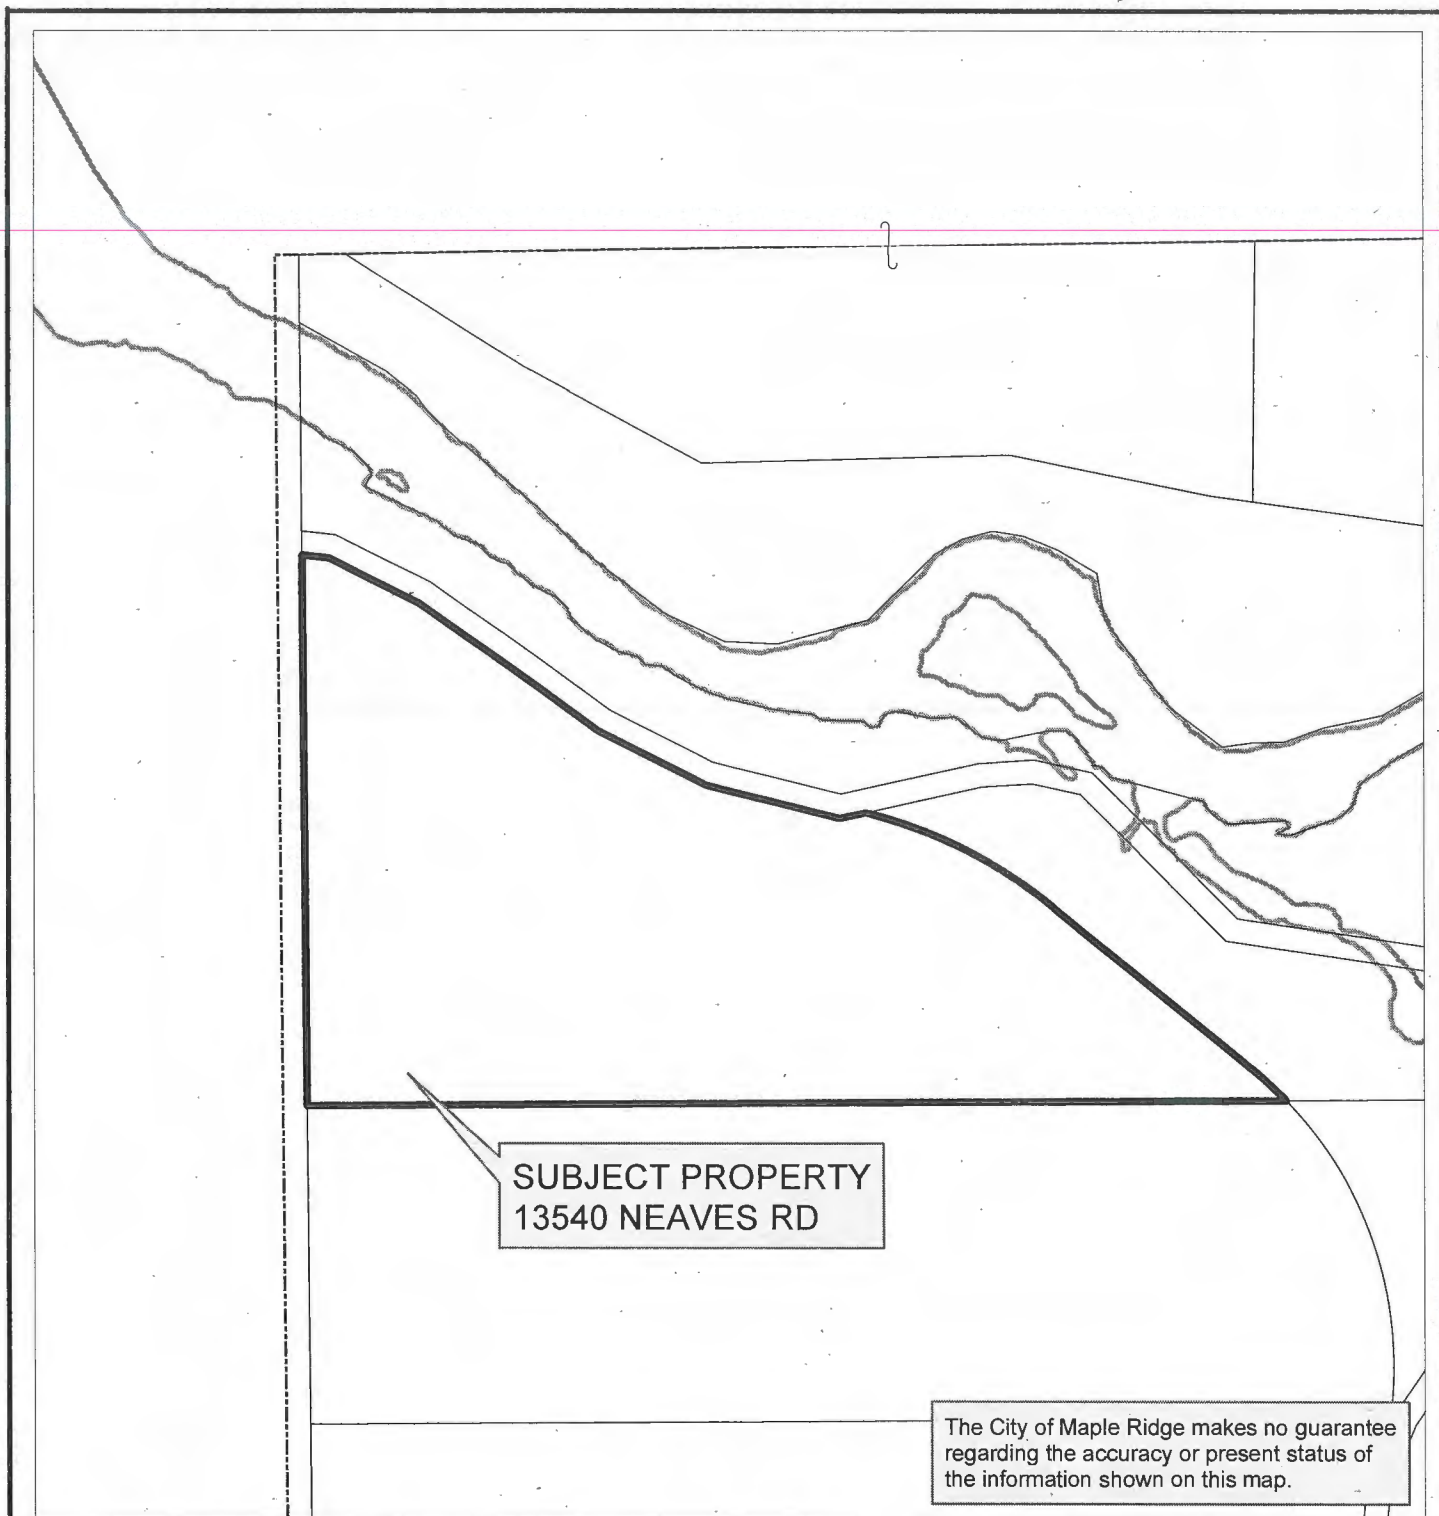 SUBJECT PROPERTY
13540 NEAVES RD
The City of Maple Ridge makes no guarantee
regarding the accuracy or present status of
the information shown on this map.